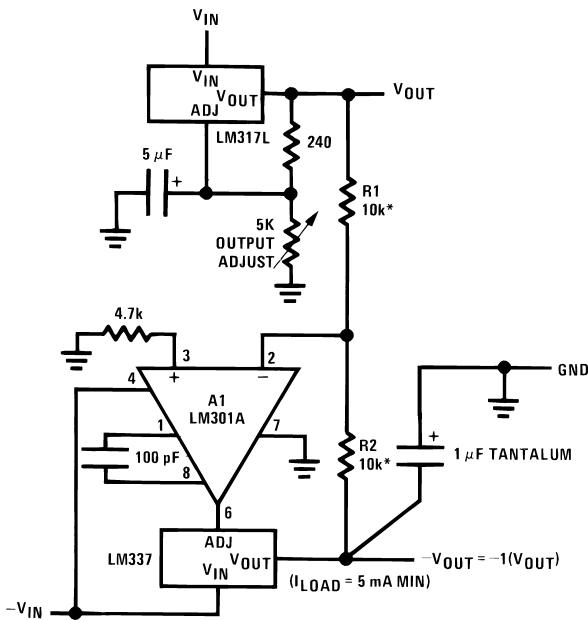 VIN
VIN
VOUT
ADJ
VOUT
LM317L
240
5 μF
+
R1
10k*
5K
OUTPUT
ADJUST
4.7k
3
2
4
+
−
A1
LM301A
GND
1
7
100 pF
8
R2
10k*
+
1 μF TANTALUM
6
LM337
ADJ
VOUT
VIN
−VOUT = −1(VOUT)
(ILOAD = 5 mA MIN)
−VIN